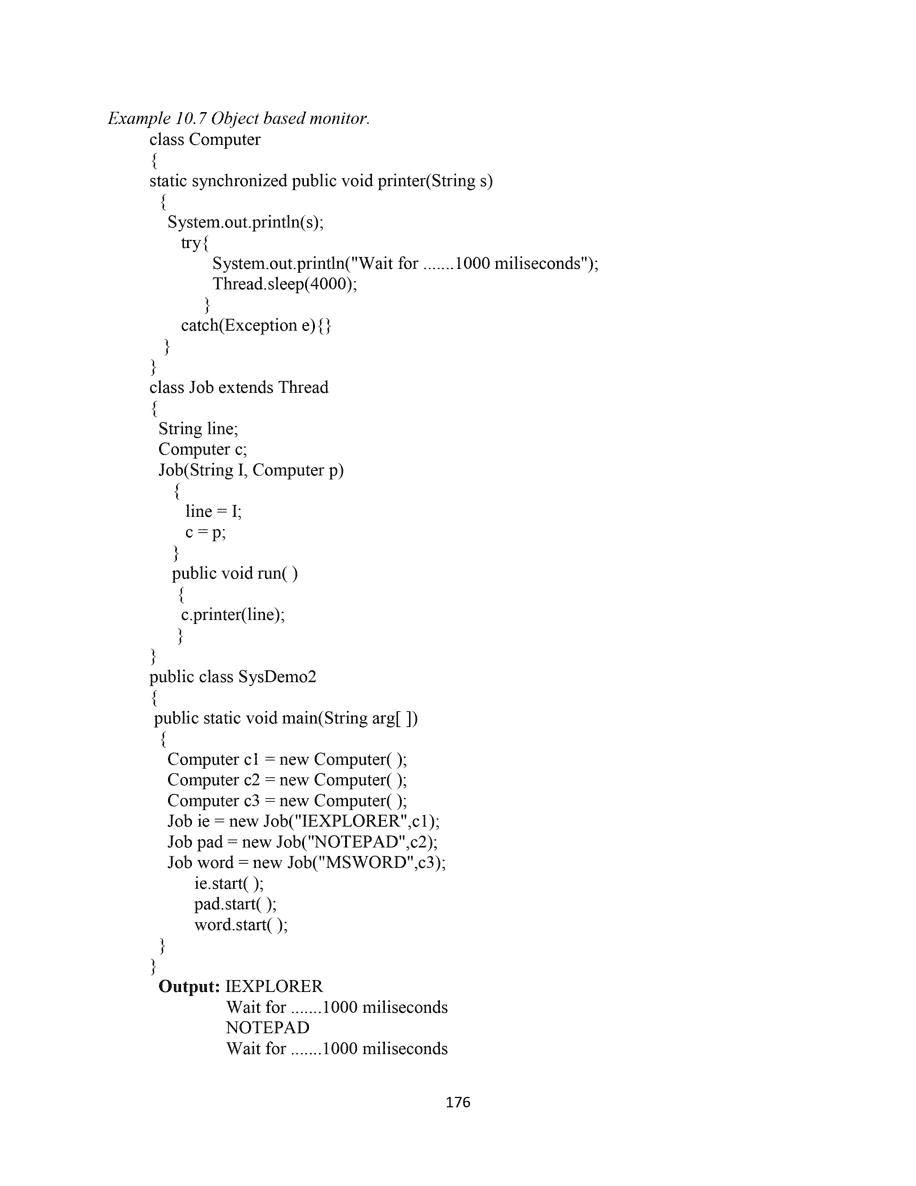 Example 10.7 Object based monitor.
class Computer
{
static synchronized public void printer(String s)
{
System.out.println(s);
try{
System.out.println("Wait for .......1000 miliseconds");
Thread.sleep(4000);
}
catch(Exception e){}
}
}
class Job extends Thread
{
String line;
Computer c;
Job(String I, Computer p)
{
line = I;
c = p;
}
public void run( )
{
c.printer(line);
}
}
public class SysDemo2
{
public static void main(String arg[ ])
{
Computer c1 = new Computer( );
Computer c2 = new Computer( );
Computer c3 = new Computer( );
Job ie = new Job("IEXPLORER",c1);
Job pad = new Job("NOTEPAD",c2);
Job word = new Job("MSWORD",c3);
ie.start( );
pad.start( );
word.start( );
}
}
Output: IEXPLORER
Wait for .......1000 miliseconds
NOTEPAD
Wait for .......1000 miliseconds
176